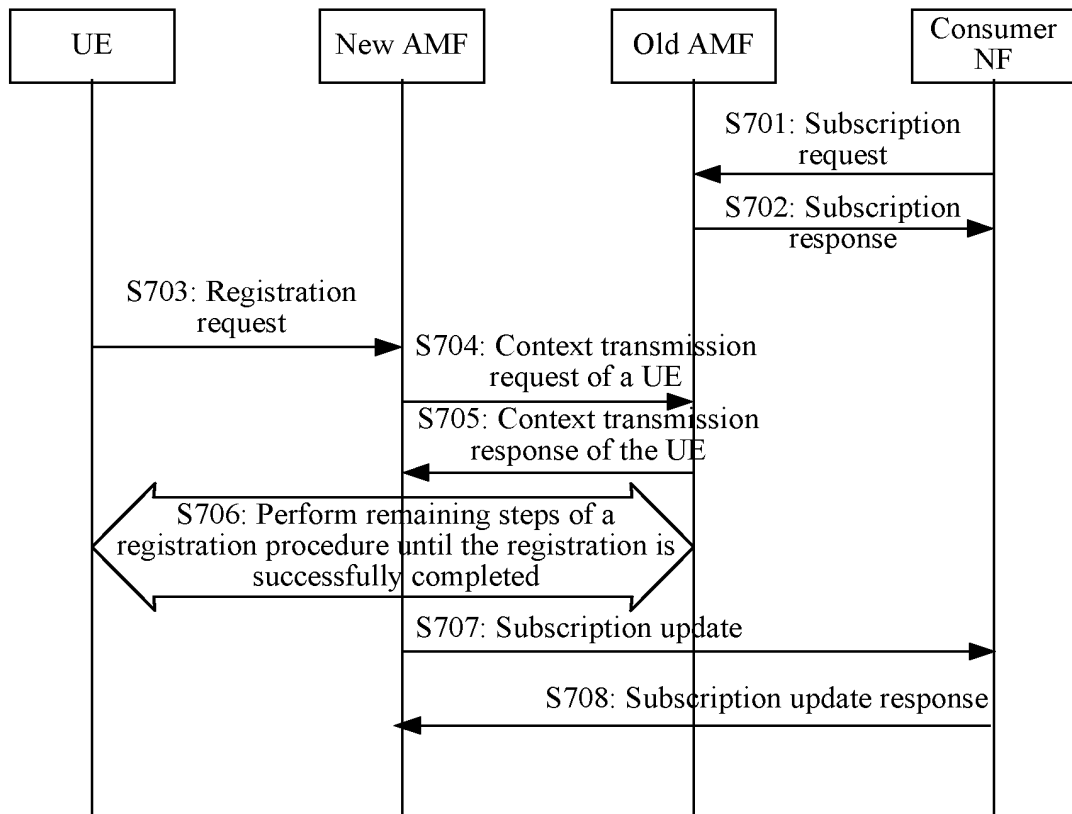 UE
New AMF
Old AMF
Consumer
NF
S701: Subscription
request
S702: Subscription
response
S703: Registration
request
S704: Context transmission
request of a UE
S705: Context transmission
response of the UE
S706: Perform remaining steps of a
registration procedure until the registration is
successfully completed
S707: Subscription update
S708: Subscription update response